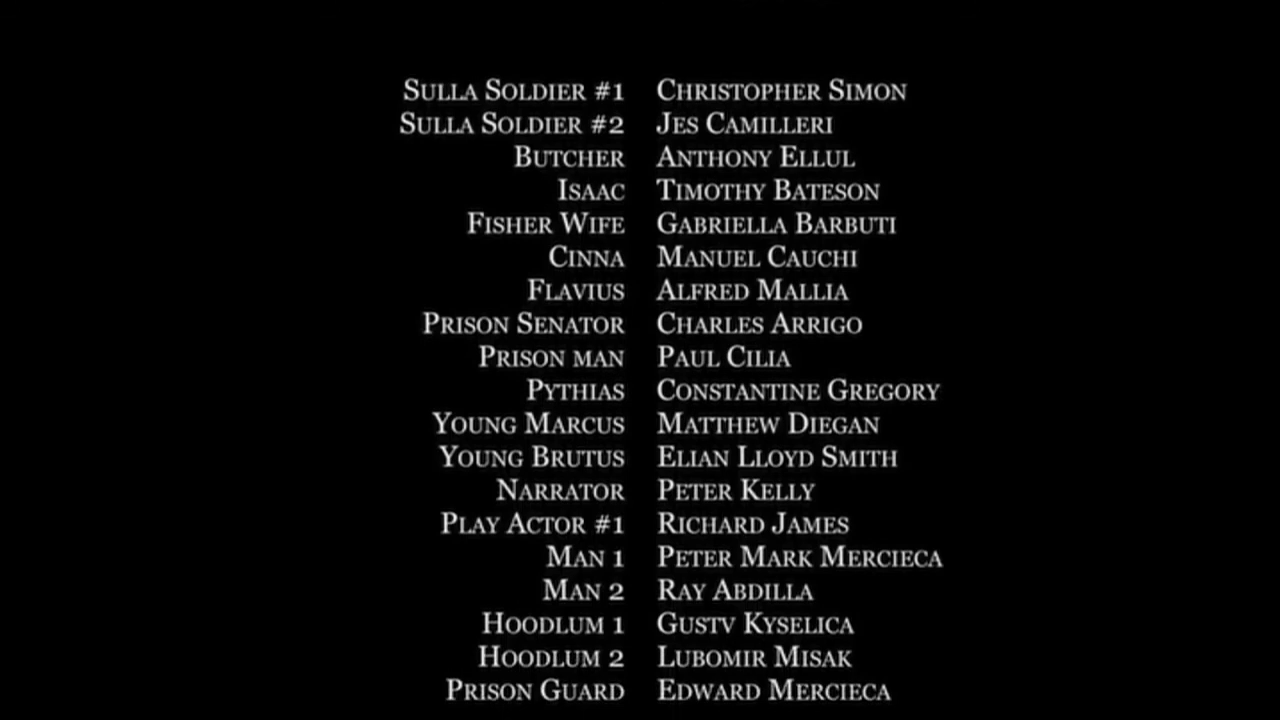 Sulla Soldier #1 Christopher Simon
Sulla Soldier #2 Jes Camilleri
Butcher Anthony Ellul
Isaac Timothy Bateson
Fisher Wife Gabriella Barbuti
Cinna Manuel Cauchi
Flavius Alfred Mallia
Prison Senator Charles Arrigo
Prison man Paul Cilia
Pythias Constantine Gregory
Young Marcus Matthew Diegan
Young Brutus Elian Lloyd Smith
Narrator Peter Kelly
Play Actor #1 Richard James
Man 1 Peter Mark Mercieca
Man 2 Ray Abdilla
Hoodlum 1 Gustv Kyselica
Hoodlum 2 Lubomir Misak
Prison Guard Edward Mercieca